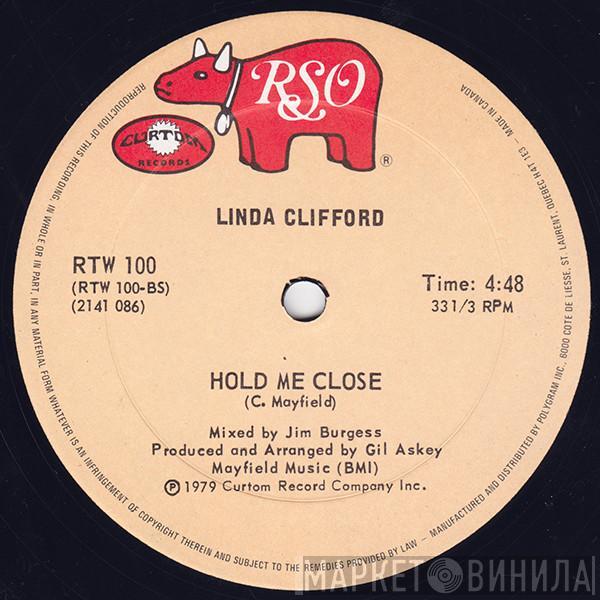 RSO
®
CURTOM
RECORDS
LINDA CLIFFORD
RTW 100
(RTW 100-BS)
(2141 086)
Time: 4:48
331/3 RPM
HOLD ME CLOSE
(C. Mayfield)
Mixed by Jim Burgess
Produced and Arranged by Gil Askey
Mayfield Music (BMI)
℗ 1979 Curtom Record Company Inc.
REPRODUCTION OF THIS RECORDING, IN WHOLE OR IN PART, IN ANY MATERIAL FORM WHATEVER IS AN INFRINGEMENT OF COPYRIGHT THEREIN AND SUBJECT TO THE REMEDIES PROVIDED BY LAW – MANUFACTURED AND DISTRIBUTED BY POLYGRAM INC., 6000 COTE DE LIESSE, ST. LAURENT, QUEBEC H4T 1E3 – MADE IN CANADA
МАРКЕТ ВИНИЛА